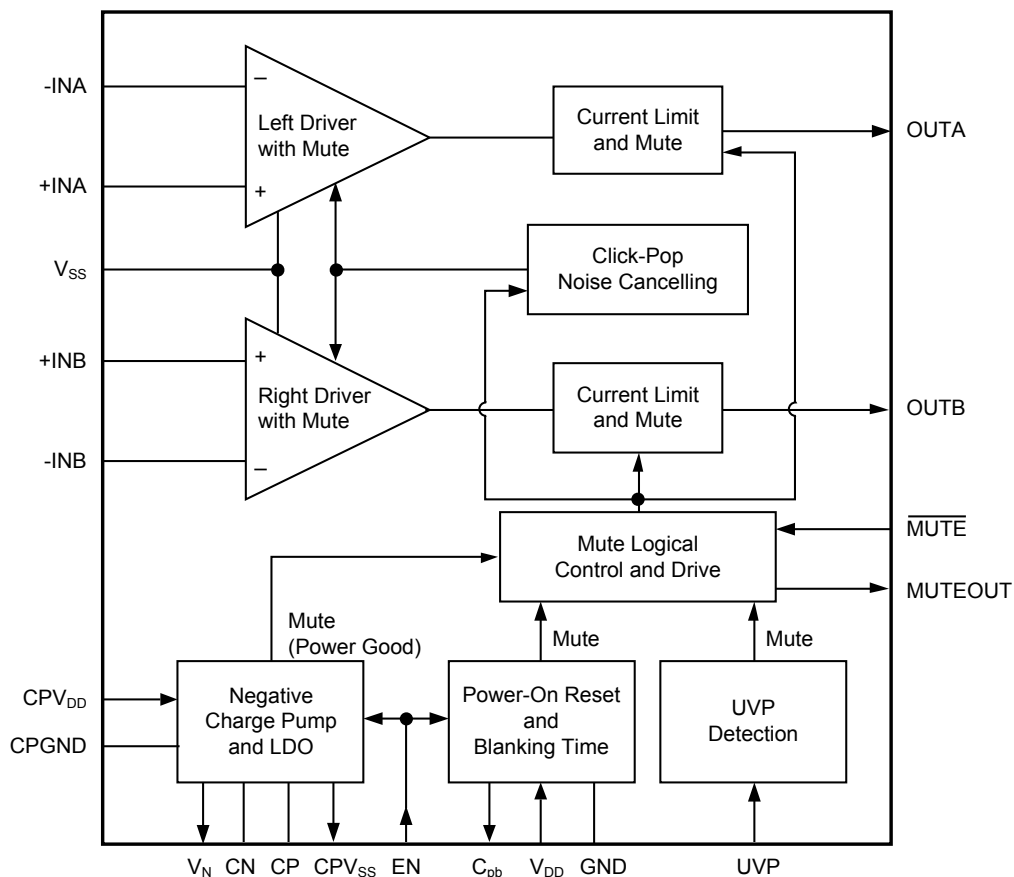 -INA
−
Left Driver
with Mute
+INA
+
Current Limit
and Mute
OUTA
VSS
Click-Pop
Noise Cancelling
+INB
+
Right Driver
with Mute
-INB
−
Current Limit
and Mute
OUTB
MUTE
Mute Logical
Control and Drive
MUTEOUT
Mute
(Power Good)
Mute
Mute
CPVDD
CPGND
Negative
Charge Pump
and LDO
Power-On Reset
and
Blanking Time
UVP
Detection
VN
CN
CP
CPVSS
EN
Cpb
VDD
GND
UVP